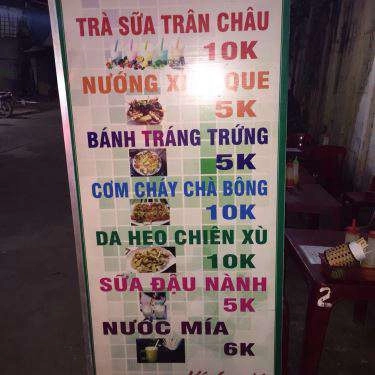 TRÀ SỮA TRÂN CHÂU
10K
NƯỚNG QUE
5K
BÁNH TRÁNG TRỨNG
5K
CƠM CHÁY CHÀ BÔNG
10K
DA HEO CHIÊN XÙ
10K
SỮA ĐẬU NÀNH
5K
NƯỚC MÍA
6K
2